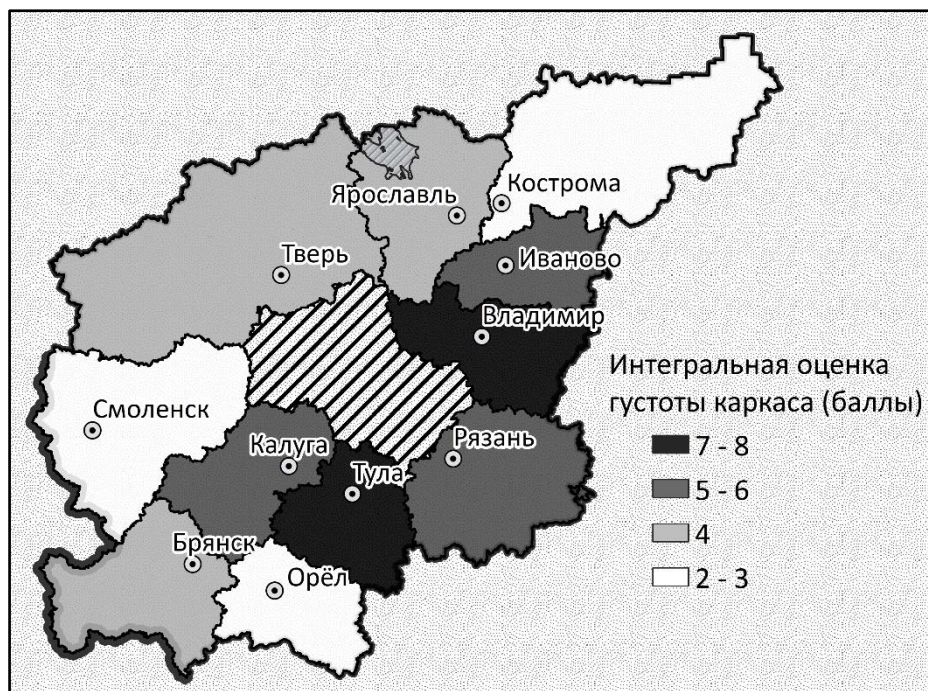 Ярославль
Кострома
Тверь
Иваново
Владимир
Интегральная оценка
густоты каркаса (баллы)
Смоленск
Калуга
Рязань
7 - 8
Тула
5 - 6
4
Брянск
Орёл
2 - 3